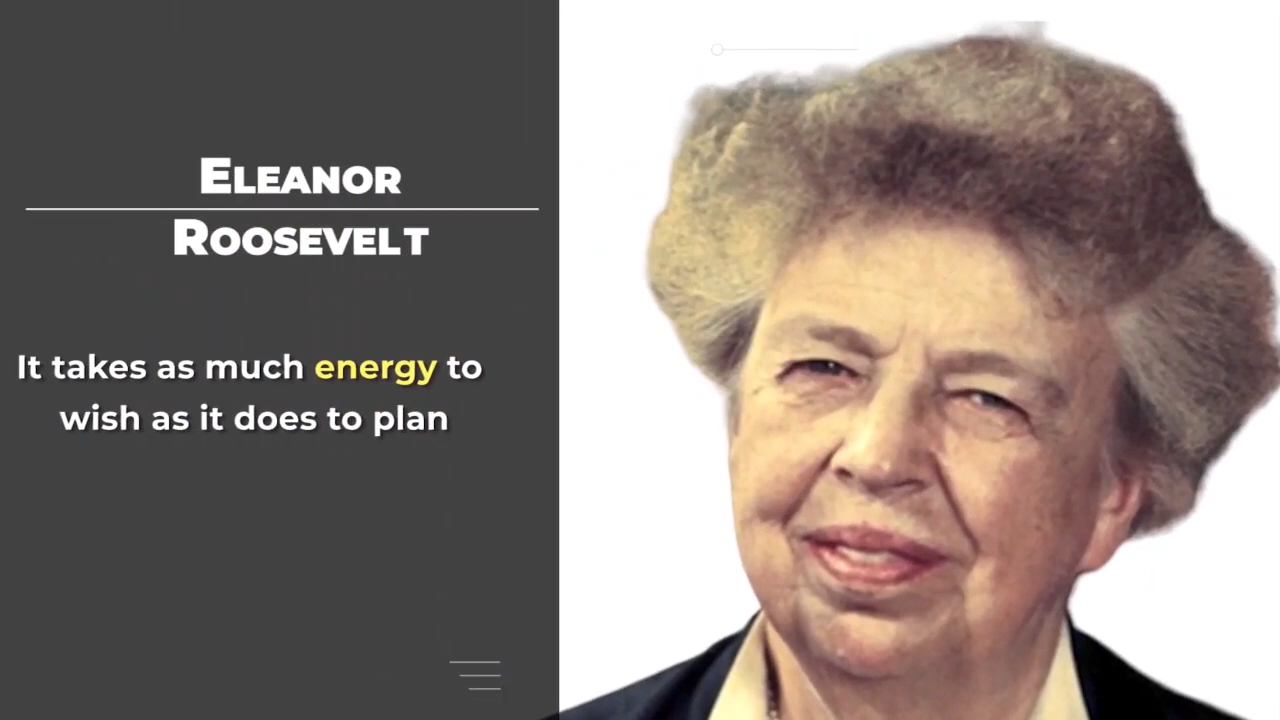 Eleanor
Roosevelt
It takes as much energy to
wish as it does to plan